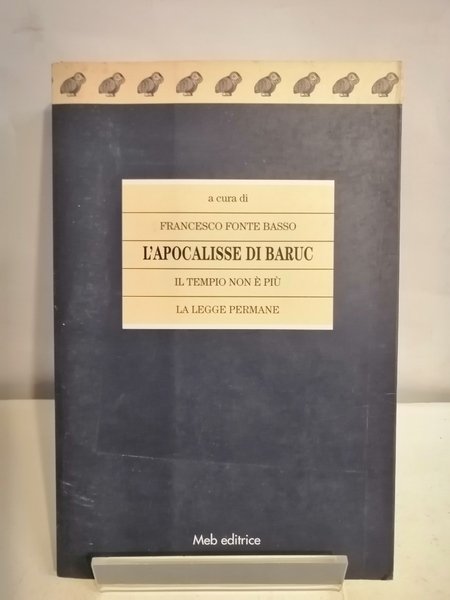 a cura di
FRANCESCO FONTE BASSO
L'APOCALISSE DI BARUC
IL TEMPIO NON È PIÙ
LA LEGGE PERMANE
Meb editrice